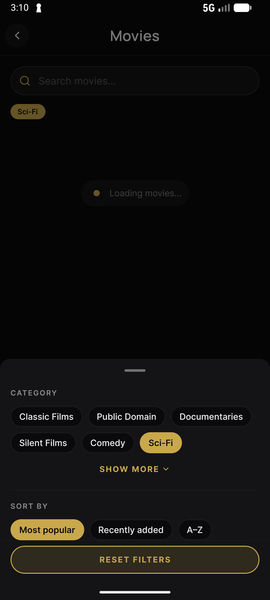 3:10 5G
Movies
Search movies...
Sci-Fi
Loading movies...
CATEGORY
Classic Films Public Domain Documentaries
Silent Films Comedy Sci-Fi
SHOW MORE
SORT BY
Most popular Recently added A–Z
RESET FILTERS